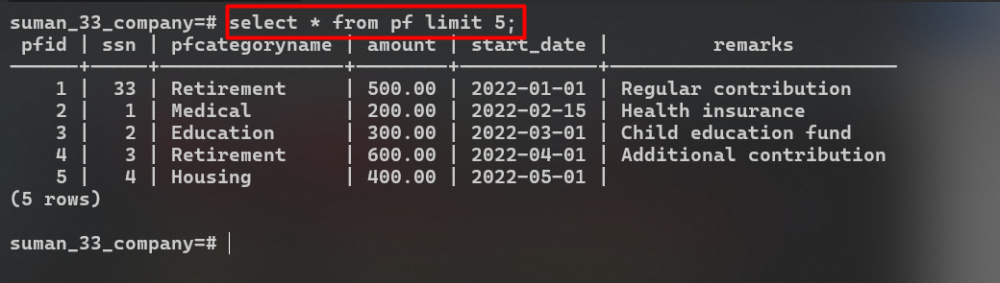 suman_33_company=# select * from pf limit 5;
pfid | ssn | pfcategoryname | amount | start_date | remarks
------+-----+----------------+--------+------------+-------------------------
1 | 33 | Retirement | 500.00 | 2022-01-01 | Regular contribution
2 | 1 | Medical | 200.00 | 2022-02-15 | Health insurance
3 | 2 | Education | 300.00 | 2022-03-01 | Child education fund
4 | 3 | Retirement | 600.00 | 2022-04-01 | Additional contribution
5 | 4 | Housing | 400.00 | 2022-05-01 |
(5 rows)
suman_33_company=#